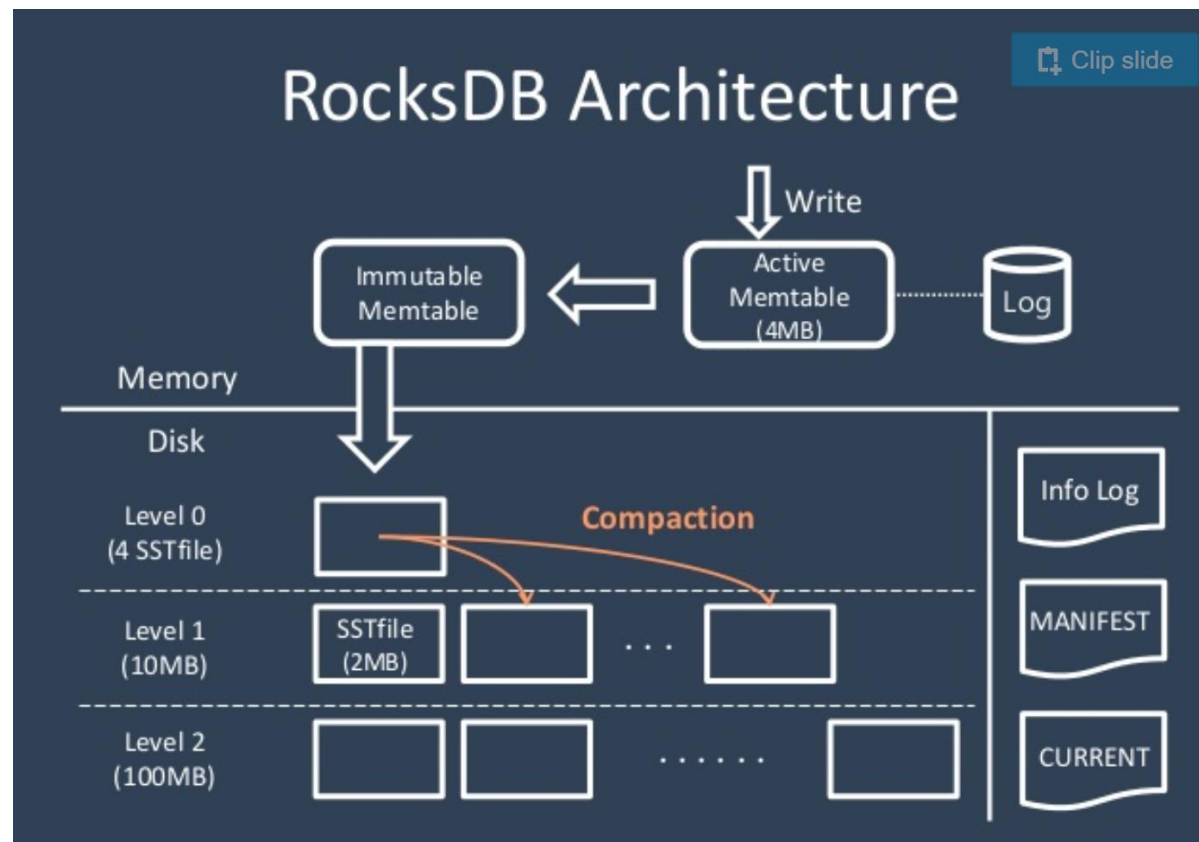 Clip slide
RocksDB Architecture
Write
Immutable
Memtable
Active
Memtable
(4MB)
Log
Memory
Disk
Level 0
(4 SSTfile)
Compaction
Info Log
Level 1
(10MB)
SSTfile
(2MB)
. . .
MANIFEST
Level 2
(100MB)
. . . . . .
CURRENT